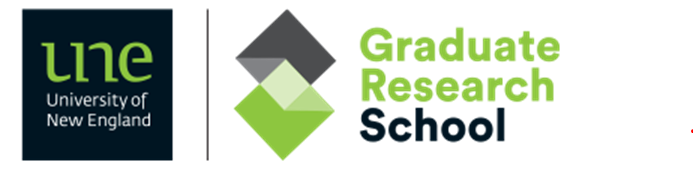 une
University of
New England
Graduate
Research
School